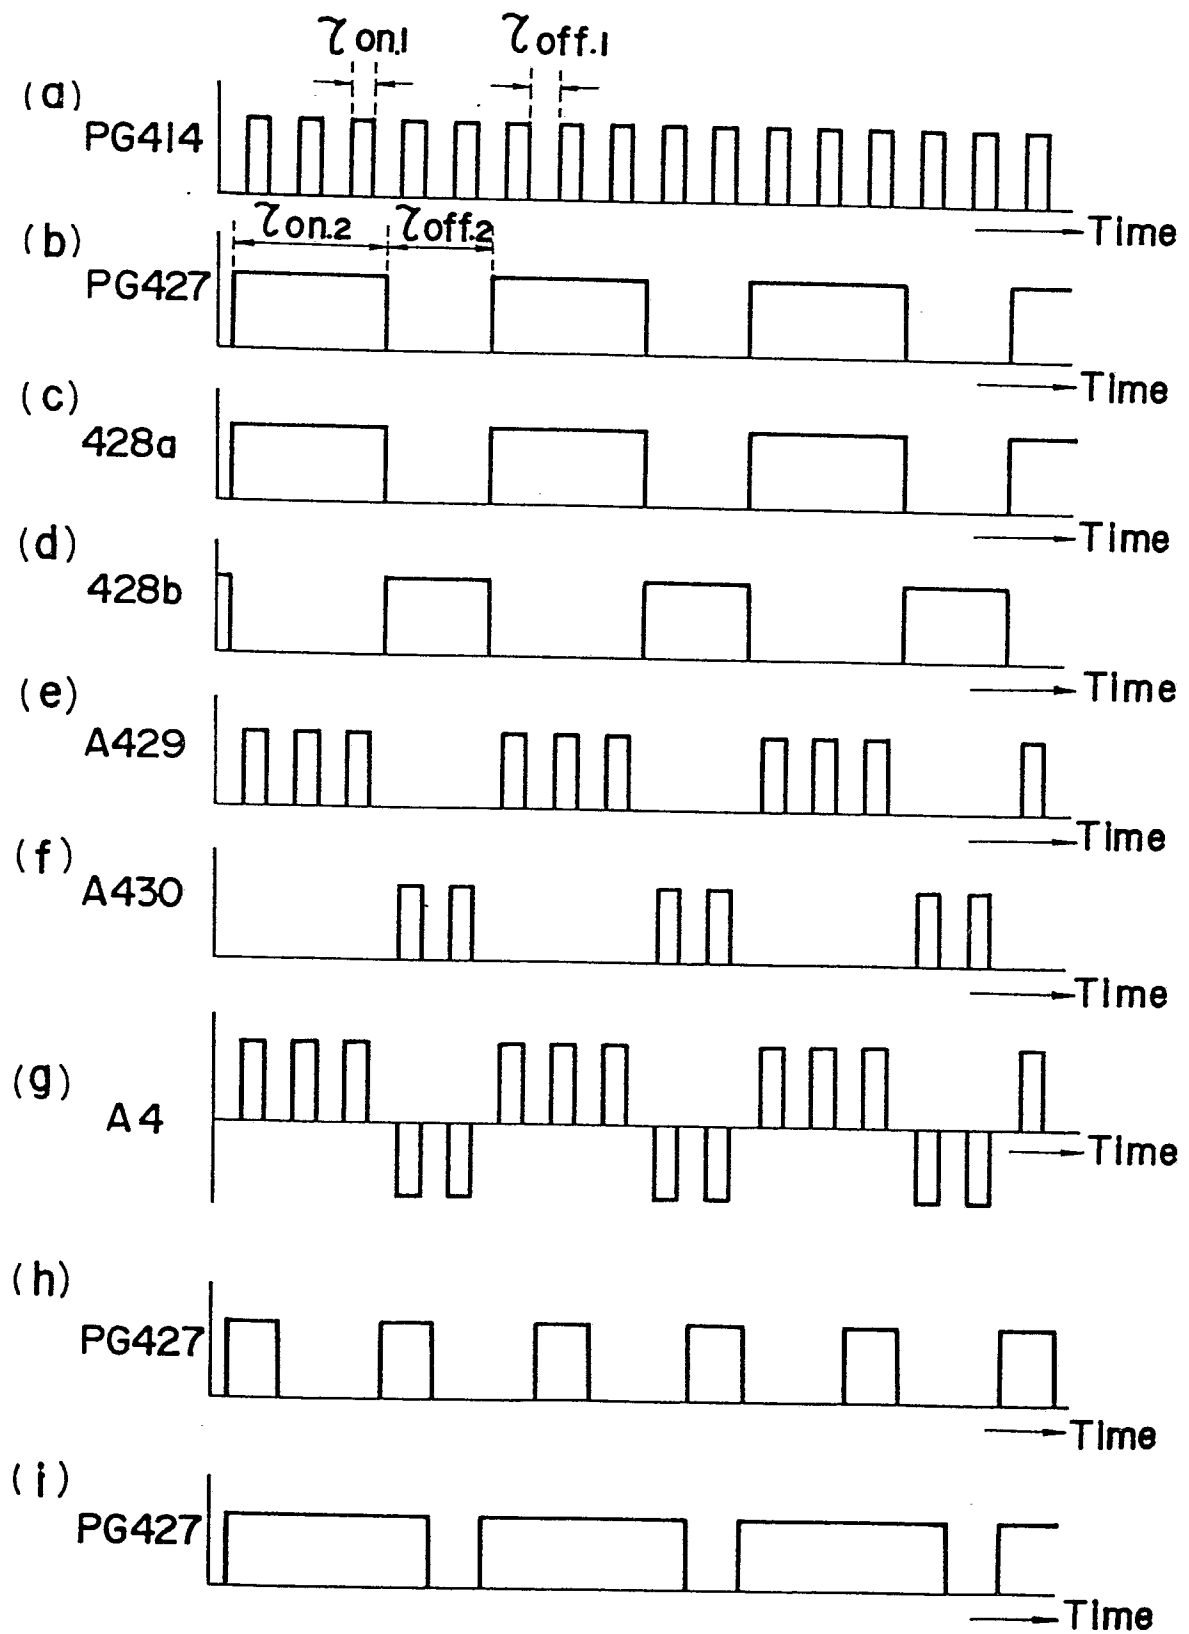 τon.1 τoff.1
(a)
PG414
Time
τon.2 τoff.2
(b)
PG427
Time
(c)
428a
Time
(d)
428b
Time
(e)
A429
Time
(f)
A430
Time
(g)
A4
Time
(h)
PG427
Time
(i)
PG427
Time